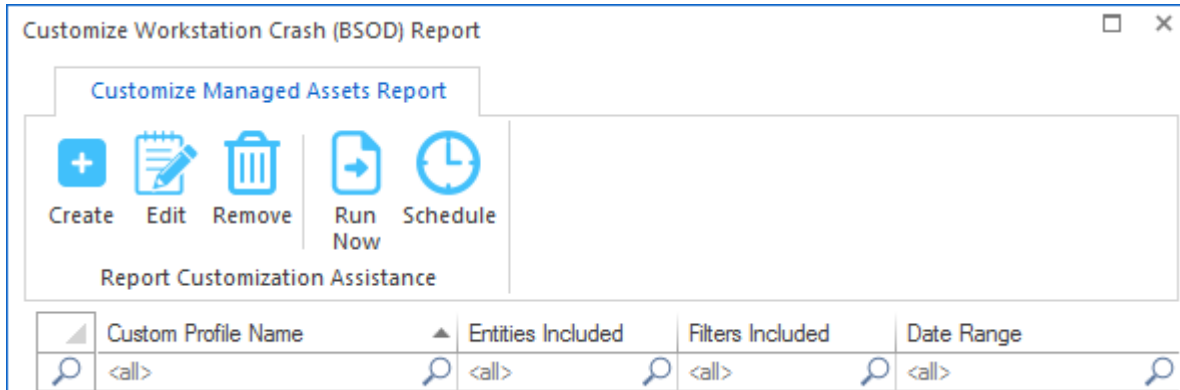 Customize Workstation Crash (BSOD) Report
Customize Managed Assets Report
Create Edit Remove Run Now Schedule
Report Customization Assistance
Custom Profile Name Entities Included Filters Included Date Range
<all> <all> <all> <all>